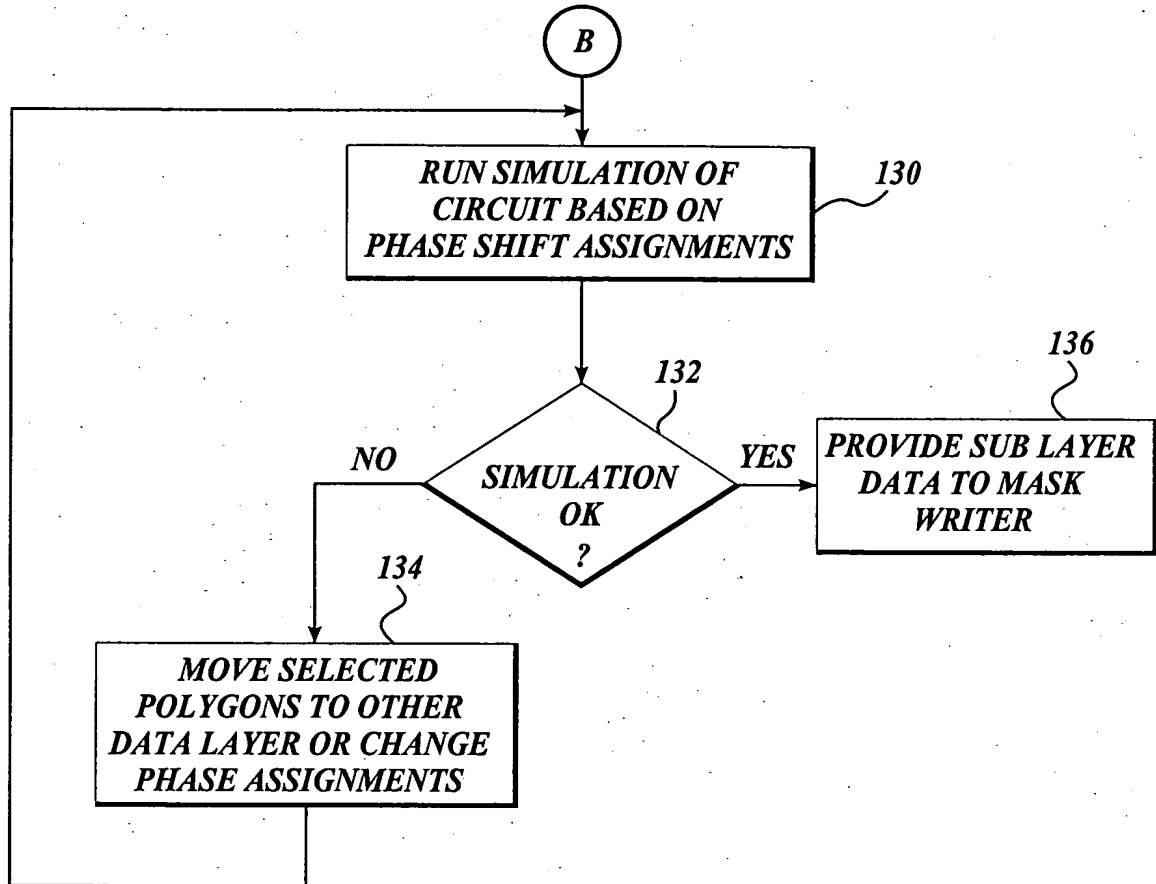 B
RUN SIMULATION OF
CIRCUIT BASED ON
PHASE SHIFT ASSIGNMENTS
130
132
SIMULATION
OK
?
NO
YES
136
PROVIDE SUB LAYER
DATA TO MASK
WRITER
134
MOVE SELECTED
POLYGONS TO OTHER
DATA LAYER OR CHANGE
PHASE ASSIGNMENTS